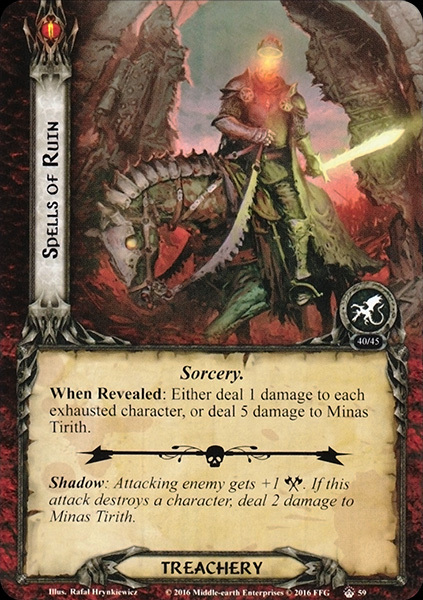 SPELLS OF RUIN
40/45
Sorcery.
When Revealed: Either deal 1 damage to each
exhausted character, or deal 5 damage to Minas
Tirith.
Shadow: Attacking enemy gets +1 . If this
attack destroys a character, deal 2 damage to
Minas Tirith.
TREACHERY
Illus. Rafał Hrynkiewicz © 2016 Middle-earth Enterprises © 2016 FFG 59